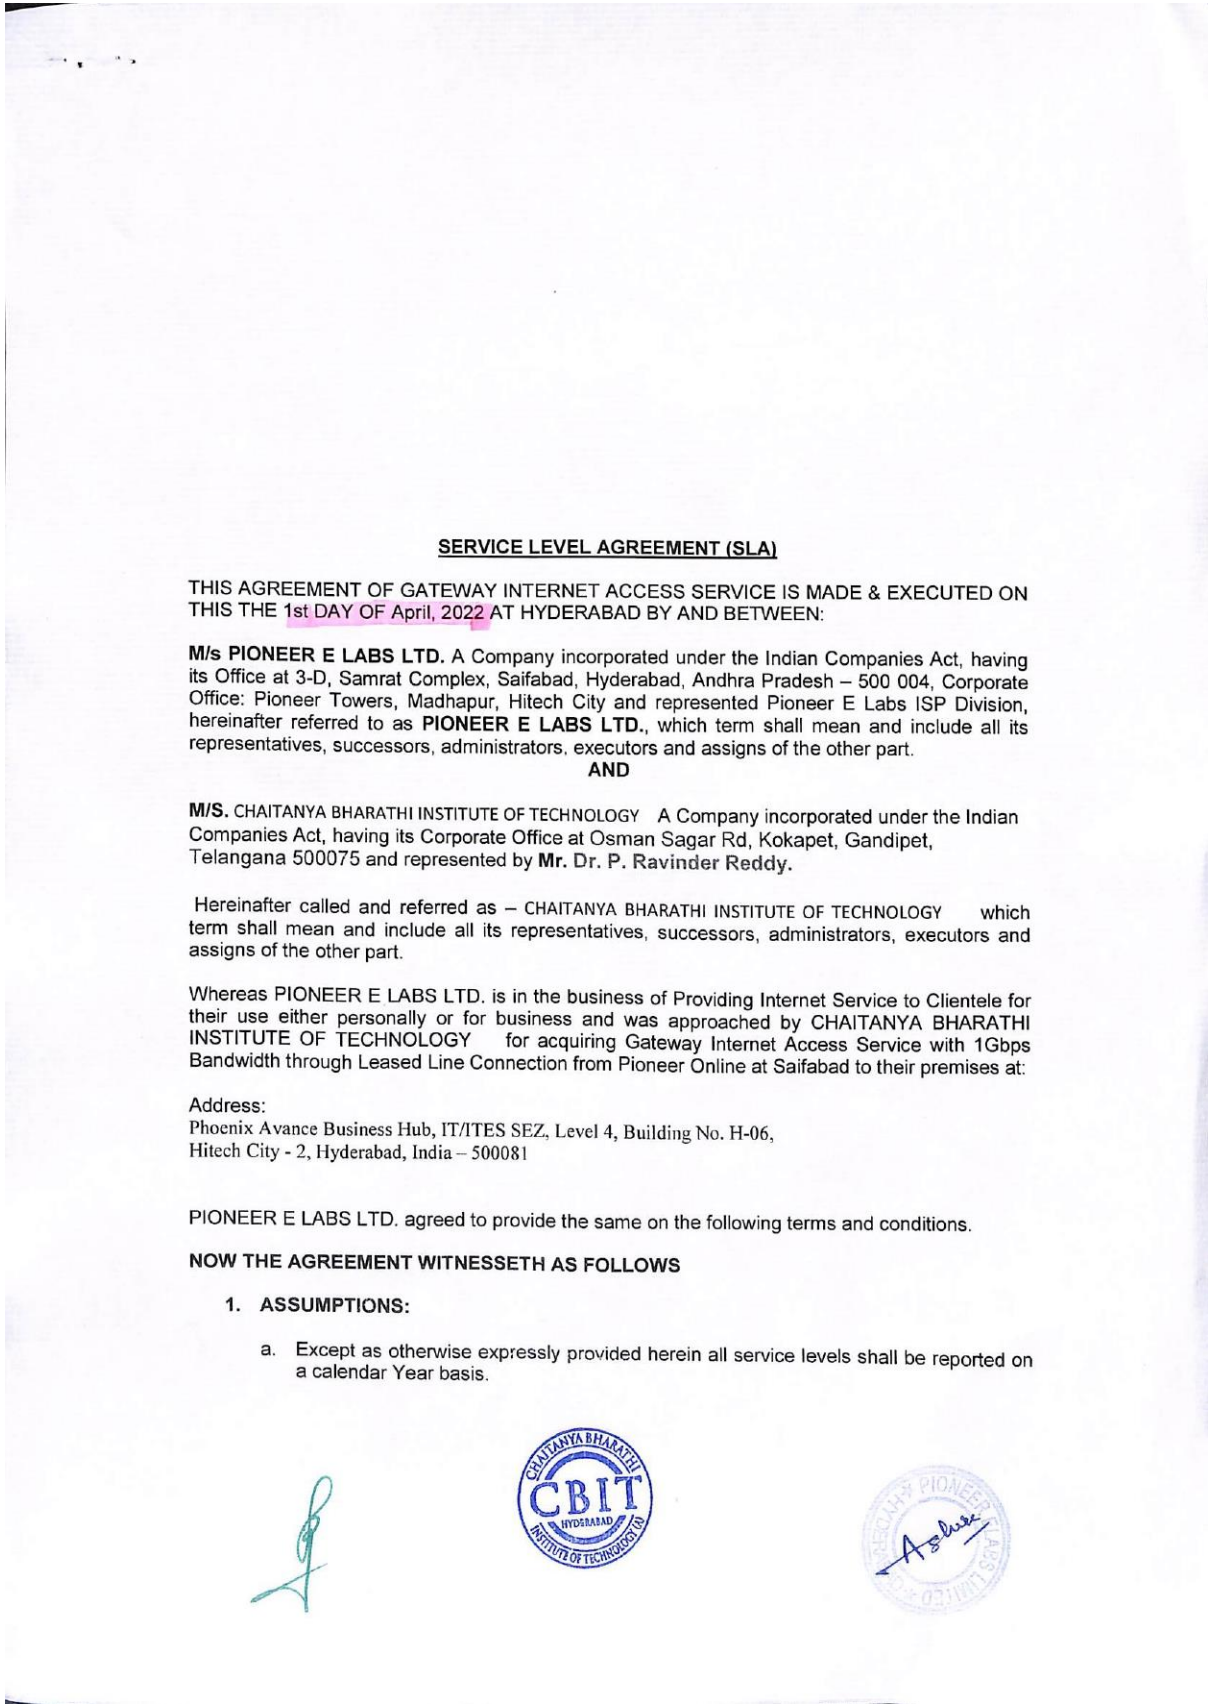 SERVICE LEVEL AGREEMENT (SLA)
THIS AGREEMENT OF GATEWAY INTERNET ACCESS SERVICE IS MADE & EXECUTED ON
THIS THE 1st DAY OF April, 2022 AT HYDERABAD BY AND BETWEEN:
M/s PIONEER E LABS LTD. A Company incorporated under the Indian Companies Act, having
its Office at 3-D, Samrat Complex, Saifabad, Hyderabad, Andhra Pradesh – 500 004, Corporate
Office: Pioneer Towers, Madhapur, Hitech City and represented Pioneer E Labs ISP Division,
hereinafter referred to as PIONEER E LABS LTD., which term shall mean and include all its
representatives, successors, administrators, executors and assigns of the other part.
AND
M/S. CHAITANYA BHARATHI INSTITUTE OF TECHNOLOGY A Company incorporated under the Indian
Companies Act, having its Corporate Office at Osman Sagar Rd, Kokapet, Gandipet,
Telangana 500075 and represented by Mr. Dr. P. Ravinder Reddy.
Hereinafter called and referred as – CHAITANYA BHARATHI INSTITUTE OF TECHNOLOGY which
term shall mean and include all its representatives, successors, administrators, executors and
assigns of the other part.
Whereas PIONEER E LABS LTD. is in the business of Providing Internet Service to Clientele for
their use either personally or for business and was approached by CHAITANYA BHARATHI
INSTITUTE OF TECHNOLOGY for acquiring Gateway Internet Access Service with 1Gbps
Bandwidth through Leased Line Connection from Pioneer Online at Saifabad to their premises at:
Address:
Phoenix Avance Business Hub, IT/ITES SEZ, Level 4, Building No. H-06,
Hitech City - 2, Hyderabad, India – 500081
PIONEER E LABS LTD. agreed to provide the same on the following terms and conditions.
NOW THE AGREEMENT WITNESSETH AS FOLLOWS
1. ASSUMPTIONS:
a. Except as otherwise expressly provided herein all service levels shall be reported on
a calendar Year basis.
CHAITANYA BHARATHI
CBIT
HYDERABAD
INSTITUTE OF TECHNOLOGY (A)
PIONEER E LABS LIMITED